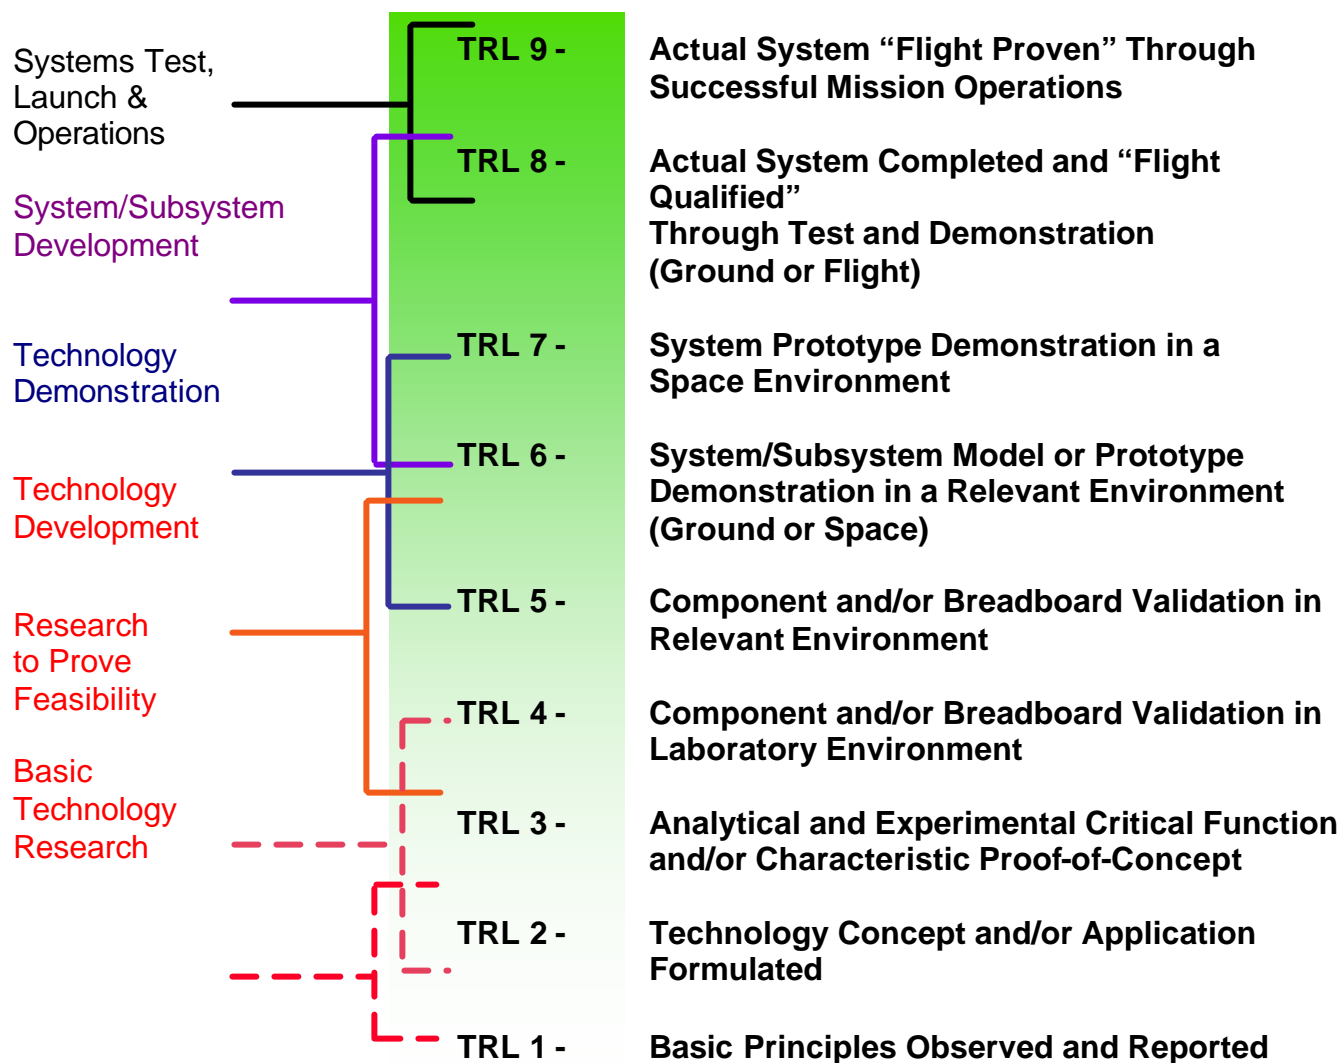 Systems Test,
Launch &
Operations
System/Subsystem
Development
Technology
Demonstration
Technology
Development
Research
to Prove
Feasibility
Basic
Technology
Research
TRL 9 - Actual System “Flight Proven” Through
Successful Mission Operations
TRL 8 - Actual System Completed and “Flight
Qualified”
Through Test and Demonstration
(Ground or Flight)
TRL 7 - System Prototype Demonstration in a
Space Environment
TRL 6 - System/Subsystem Model or Prototype
Demonstration in a Relevant Environment
(Ground or Space)
TRL 5 - Component and/or Breadboard Validation in
Relevant Environment
TRL 4 - Component and/or Breadboard Validation in
Laboratory Environment
TRL 3 - Analytical and Experimental Critical Function
and/or Characteristic Proof-of-Concept
TRL 2 - Technology Concept and/or Application
Formulated
TRL 1 - Basic Principles Observed and Reported